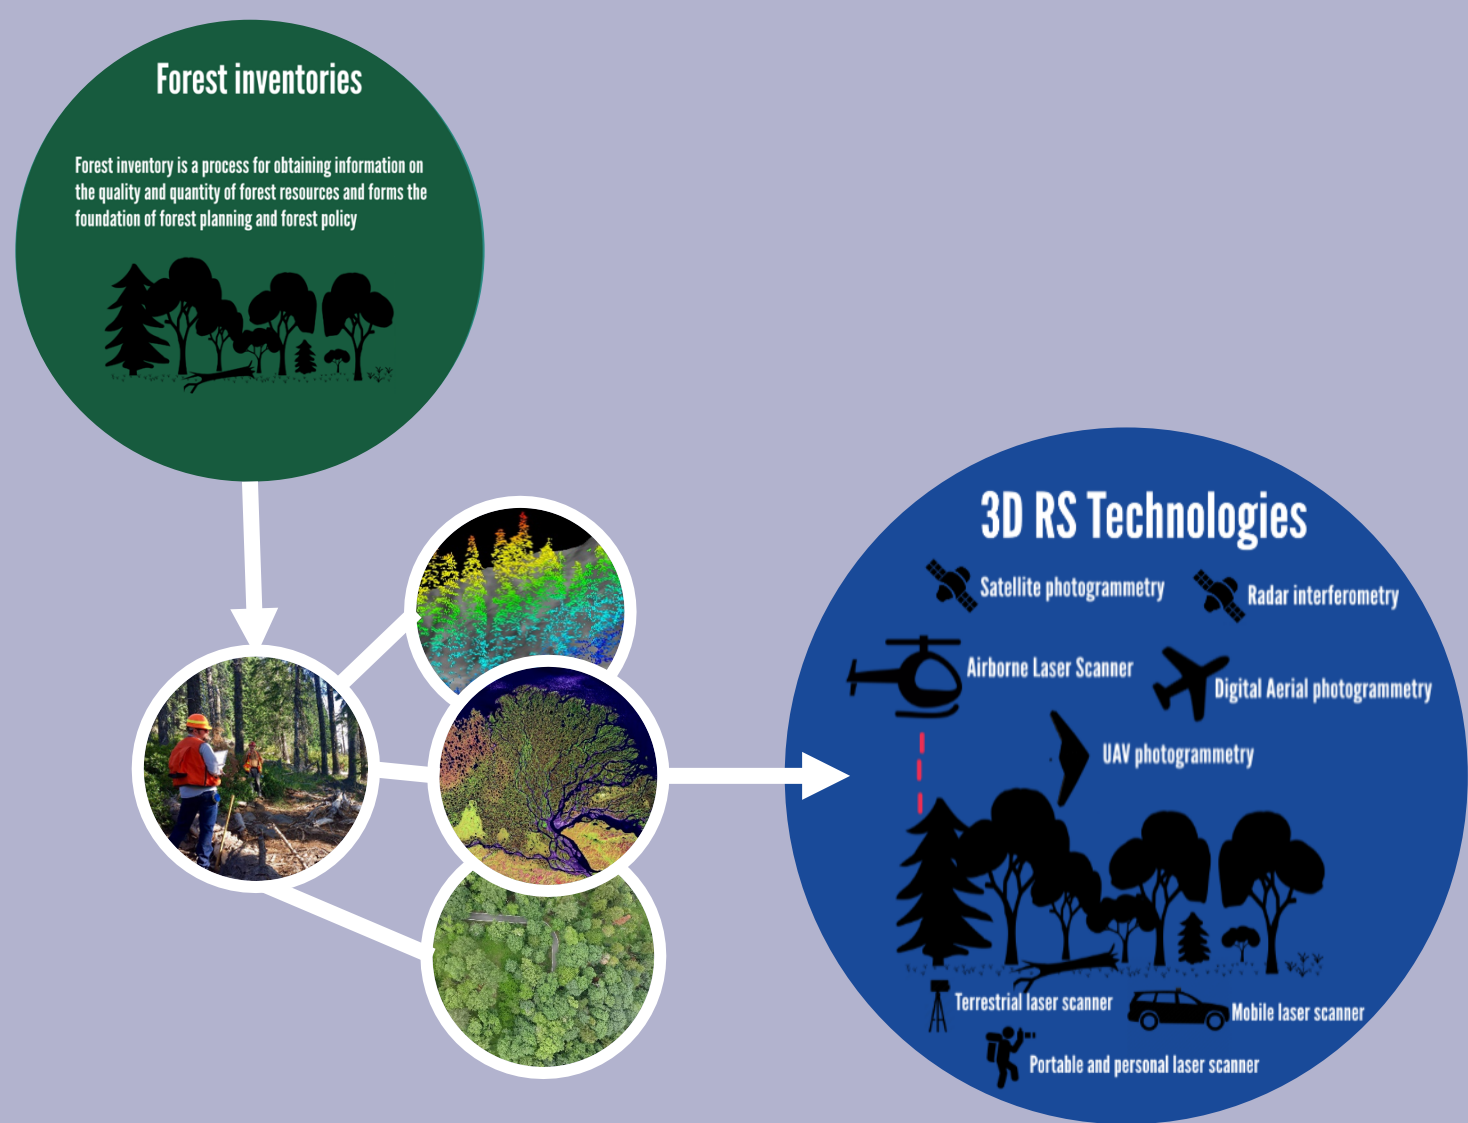 Forest inventories
Forest inventory is a process for obtaining information on
the quality and quantity of forest resources and forms the
foundation of forest planning and forest policy
3D RS Technologies
Satellite photogrammetry
Radar interferometry
Airborne Laser Scanner
Digital Aerial photogrammetry
UAV photogrammetry
Terrestrial laser scanner
Mobile laser scanner
Portable and personal laser scanner